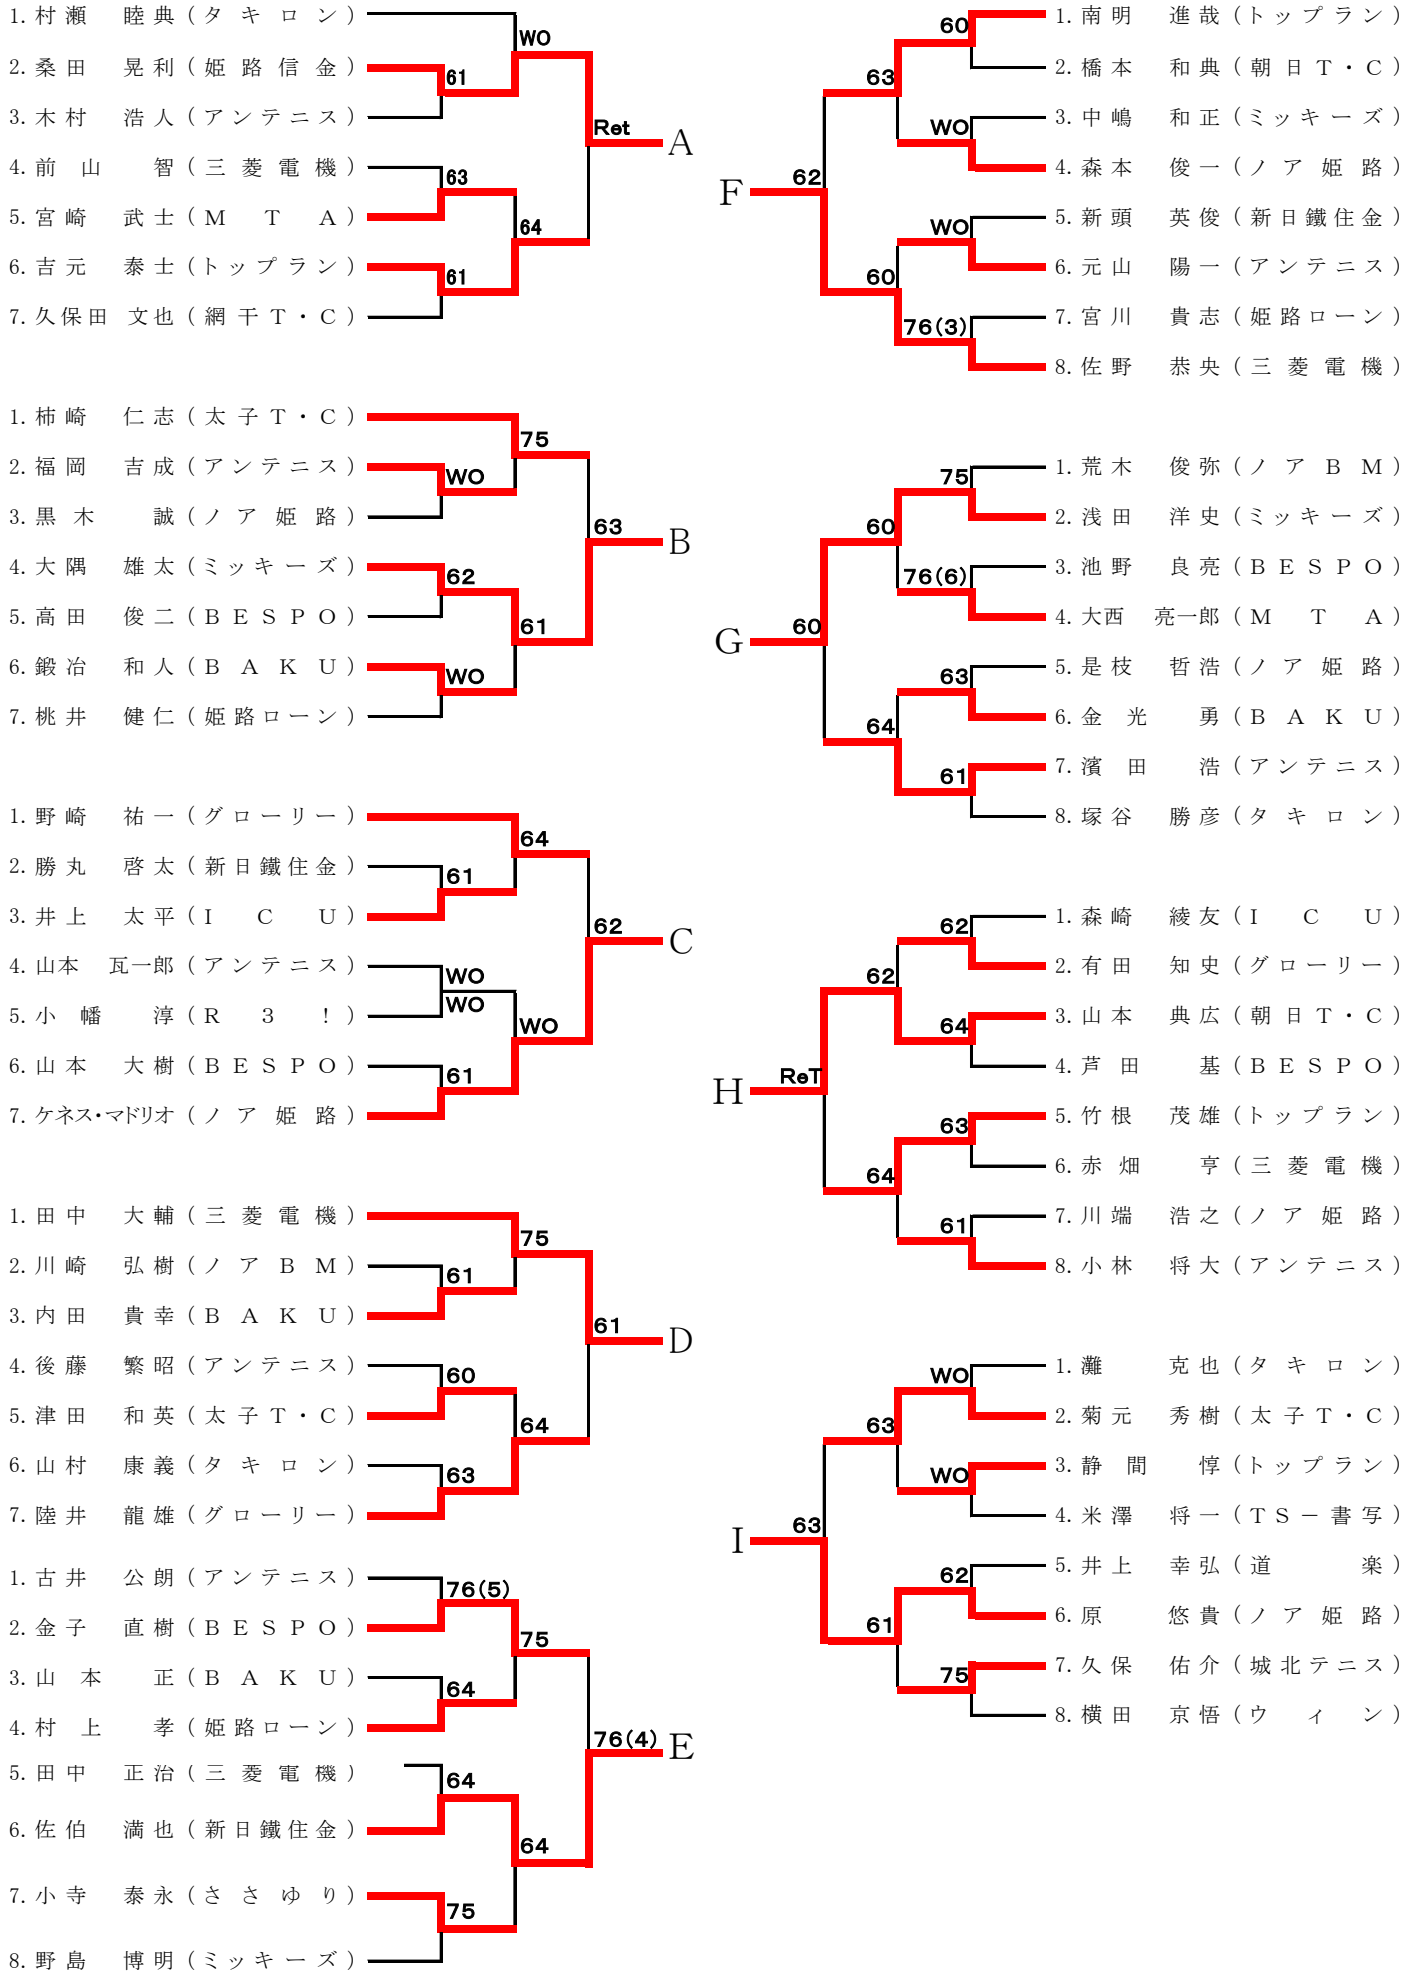 1.村瀬 睦典(タキロン)
WO
2.桑田 晃利(姫路信金)
61
3.木村 浩人(アンテニス)
Ret
A
4.前山 智(三菱電機)
63
5.宮崎 武士(MTA)
64
6.吉元 泰士(トップラン)
61
7.久保田 文也(網干T・C)
1.柿崎 仁志(太子T・C)
75
2.福岡 吉成(アンテニス)
WO
3.黒木 誠(ノア姫路)
63
B
4.大隅 雄太(ミッキーズ)
62
5.高田 俊二(BESPO)
61
6.鍛冶 和人(BAKU)
WO
7.桃井 健仁(姫路ローン)
1.野崎 祐一(グローリー)
64
2.勝丸 啓太(新日鐵住金)
61
3.井上 太平(ICU)
62
C
4.山本 瓦一郎(アンテニス)
WO
WO
5.小幡 淳(R3!)
WO
6.山本 大樹(BESPO)
61
7.ケネス・マドリオ(ノア姫路)
1.田中 大輔(三菱電機)
75
2.川崎 弘樹(ノアBM)
61
3.内田 貴幸(BAKU)
61
D
4.後藤 繁昭(アンテニス)
60
5.津田 和英(太子T・C)
64
6.山村 康義(タキロン)
63
7.陸井 龍雄(グローリー)
1.古井 公朗(アンテニス)
76(5)
2.金子 直樹(BESPO)
75
3.山本 正(BAKU)
64
4.村上 孝(姫路ローン)
76(4)
E
5.田中 正治(三菱電機)
64
6.佐伯 満也(新日鐵住金)
64
7.小寺 泰永(ささゆり)
75
8.野島 博明(ミッキーズ)
1.南明 進哉(トップラン)
60
2.橋本 和典(朝日T・C)
63
3.中嶋 和正(ミッキーズ)
WO
4.森本 俊一(ノア姫路)
62
F
5.新頭 英俊(新日鐵住金)
WO
6.元山 陽一(アンテニス)
60
7.宮川 貴志(姫路ローン)
76(3)
8.佐野 恭央(三菱電機)
1.荒木 俊弥(ノアBM)
75
2.浅田 洋史(ミッキーズ)
60
3.池野 良亮(BESPO)
76(6)
4.大西 亮一郎(MTA)
60
G
5.是枝 哲浩(ノア姫路)
63
6.金光 勇(BAKU)
64
7.濱田 浩(アンテニス)
61
8.塚谷 勝彦(タキロン)
1.森崎 綾友(ICU)
62
2.有田 知史(グローリー)
62
3.山本 典広(朝日T・C)
64
4.芦田 基(BESPO)
ReT
H
5.竹根 茂雄(トップラン)
63
6.赤畑 亨(三菱電機)
64
7.川端 浩之(ノア姫路)
61
8.小林 将大(アンテニス)
1.灘 克也(タキロン)
WO
2.菊元 秀樹(太子T・C)
63
3.静間 惇(トップラン)
WO
4.米澤 将一(TS－書写)
63
I
5.井上 幸弘(道楽)
62
6.原 悠貴(ノア姫路)
61
7.久保 佑介(城北テニス)
75
8.横田 京悟(ウィン)